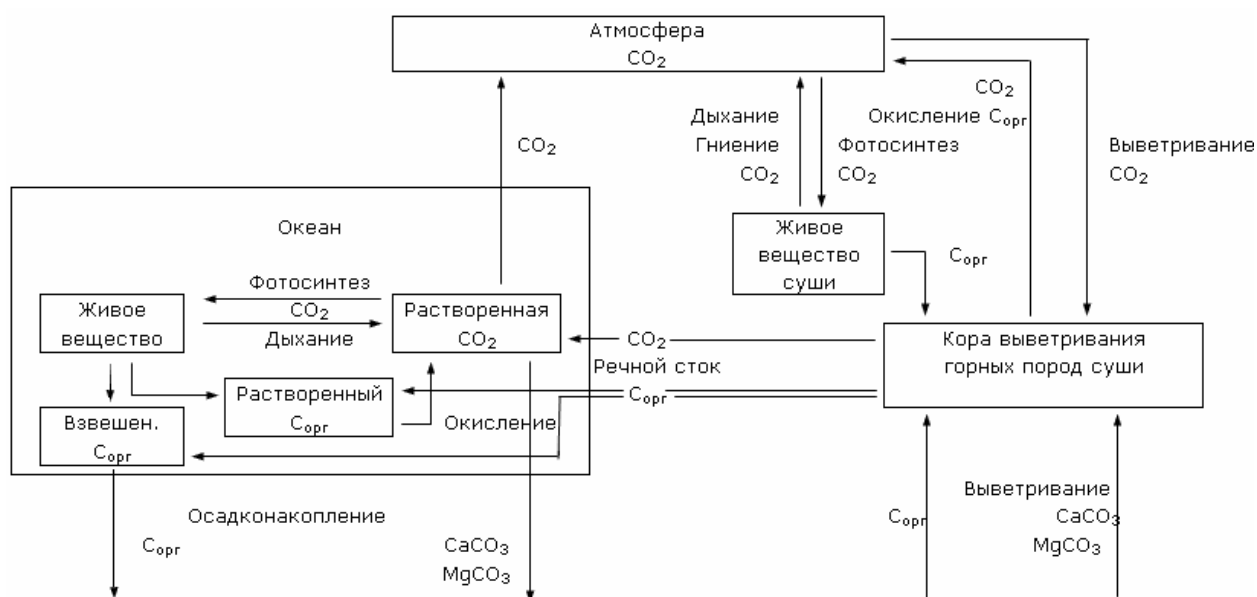 Атмосфера
CO₂
CO₂
Дыхание
Гниение
CO₂
Фотосинтез
CO₂
CO₂
Окисление Cорг
Выветривание
CO₂
Океан
Живое
вещество
суши
Cорг
Живое
вещество
Фотосинтез
CO₂
Дыхание
Растворенная
CO₂
CO₂
Речной сток
Cорг
Кора выветривания
горных пород суши
Растворенный
Cорг
Окисление
Взвешен.
Cорг
Осадконакопление
Cорг
CaCO₃
MgCO₃
Cорг
Выветривание
CaCO₃
MgCO₃